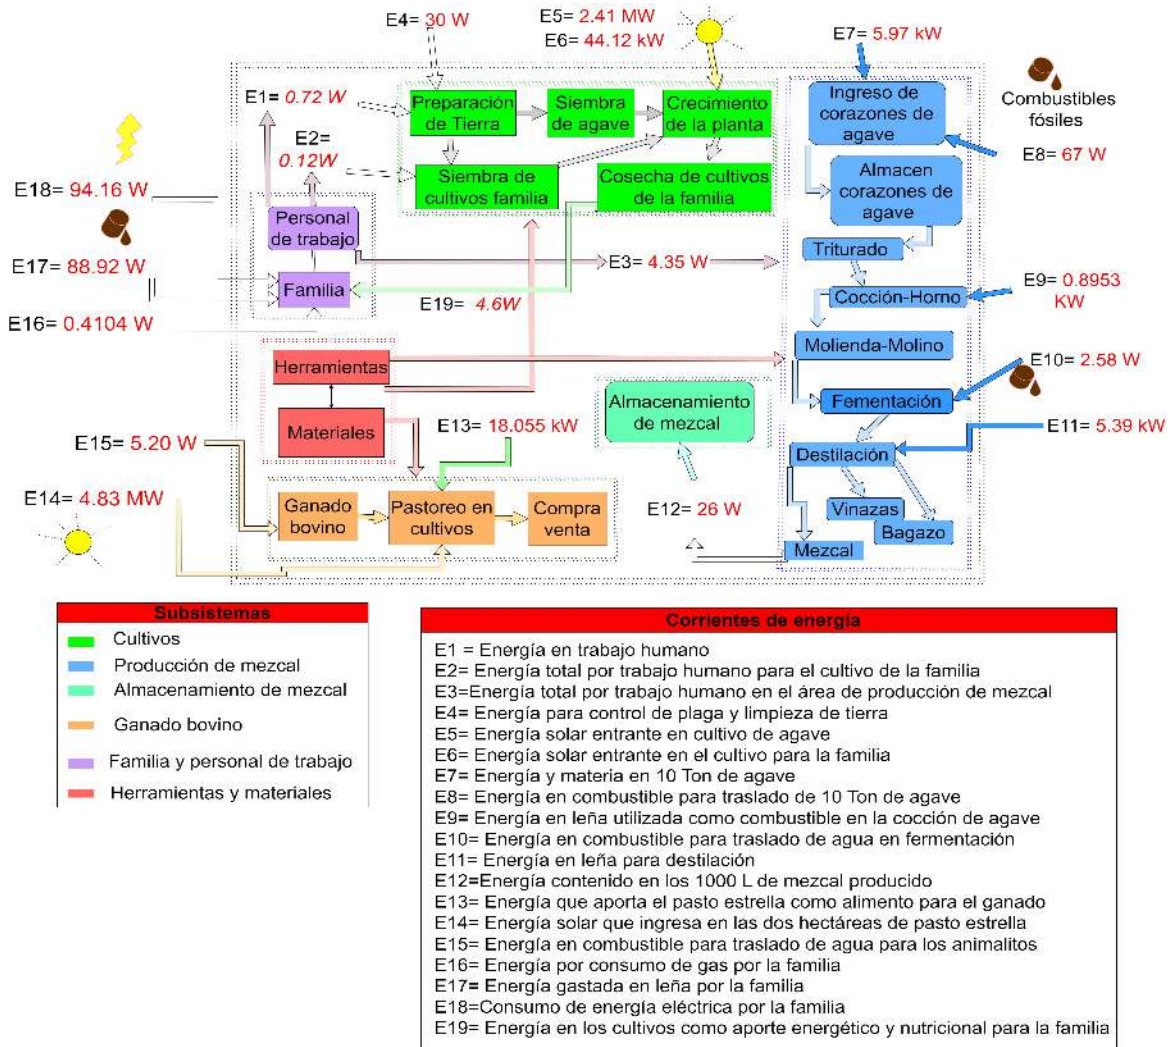 E4= 30 W
E5= 2.41 MW
E6= 44.12 kW
E7= 5.97 kW
Combustibles
fósiles
E1= 0.72 W
Preparación
de Tierra
Siembra
de agave
Crecimiento
de la planta
Ingreso de
corazones de
agave
E8= 67 W
E2=
0.12W
Siembra de
cultivos familia
Cosecha de cultivos
de la familia
Almacen
corazones de
agave
E18= 94.16 W
Personal
de trabajo
Triturado
E17= 88.92 W
E3= 4.35 W
Familia
E19= 4.6W
Cocción-Horno
E9= 0.8953
KW
E16= 0.4104 W
Molienda-Molino
Herramientas
E10= 2.58 W
Almacenamiento
de mezcal
Fementación
Materiales
E13= 18.055 kW
E11= 5.39 kW
E15= 5.20 W
Destilación
E14= 4.83 MW
Ganado
bovino
Pastoreo en
cultivos
Compra
venta
E12= 26 W
Vinazas
Bagazo
Mezcal
Subsistemas
Cultivos
Producción de mezcal
Almacenamiento de mezcal
Ganado bovino
Familia y personal de trabajo
Herramientas y materiales
Corrientes de energía
E1 = Energía en trabajo humano
E2= Energía total por trabajo humano para el cultivo de la familia
E3=Energía total por trabajo humano en el área de producción de mezcal
E4= Energía para control de plaga y limpieza de tierra
E5= Energía solar entrante en cultivo de agave
E6= Energía solar entrante en el cultivo para la familia
E7= Energía y materia en 10 Ton de agave
E8= Energía en combustible para traslado de 10 Ton de agave
E9= Energía en leña utilizada como combustible en la cocción de agave
E10= Energía en combustible para traslado de agua en fermentación
E11= Energía en leña para destilación
E12=Energía contenido en los 1000 L de mezcal producido
E13= Energía que aporta el pasto estrella como alimento para el ganado
E14= Energía solar que ingresa en las dos hectáreas de pasto estrella
E15= Energía en combustible para traslado de agua para los animalitos
E16= Energía por consumo de gas por la familia
E17= Energía gastada en leña por la familia
E18=Consumo de energía eléctrica por la familia
E19= Energía en los cultivos como aporte energético y nutricional para la familia